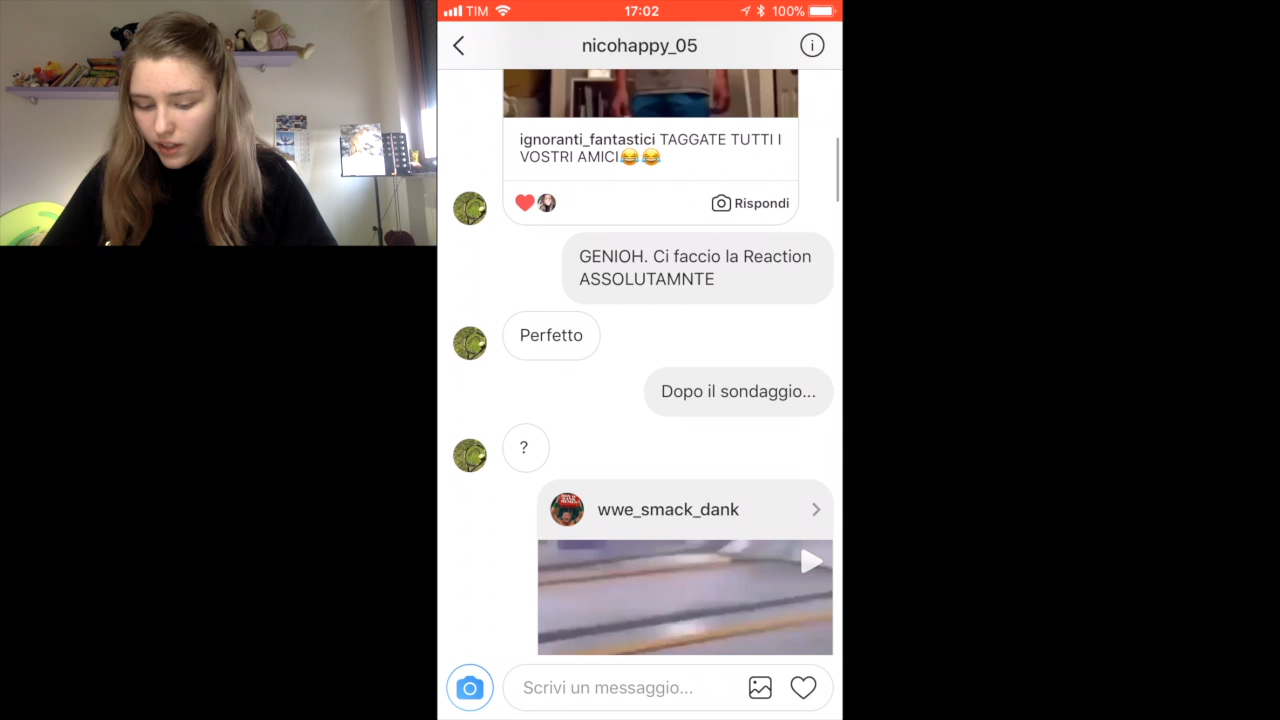 TIM 17:02 100%
nicohappy_05
ignoranti_fantastici TAGGATE TUTTI I
VOSTRI AMICI😂😂
Rispondi
GENIOH. Ci faccio la Reaction
ASSOLUTAMNTE
Perfetto
Dopo il sondaggio...
?
wwe_smack_dank
Scrivi un messaggio...